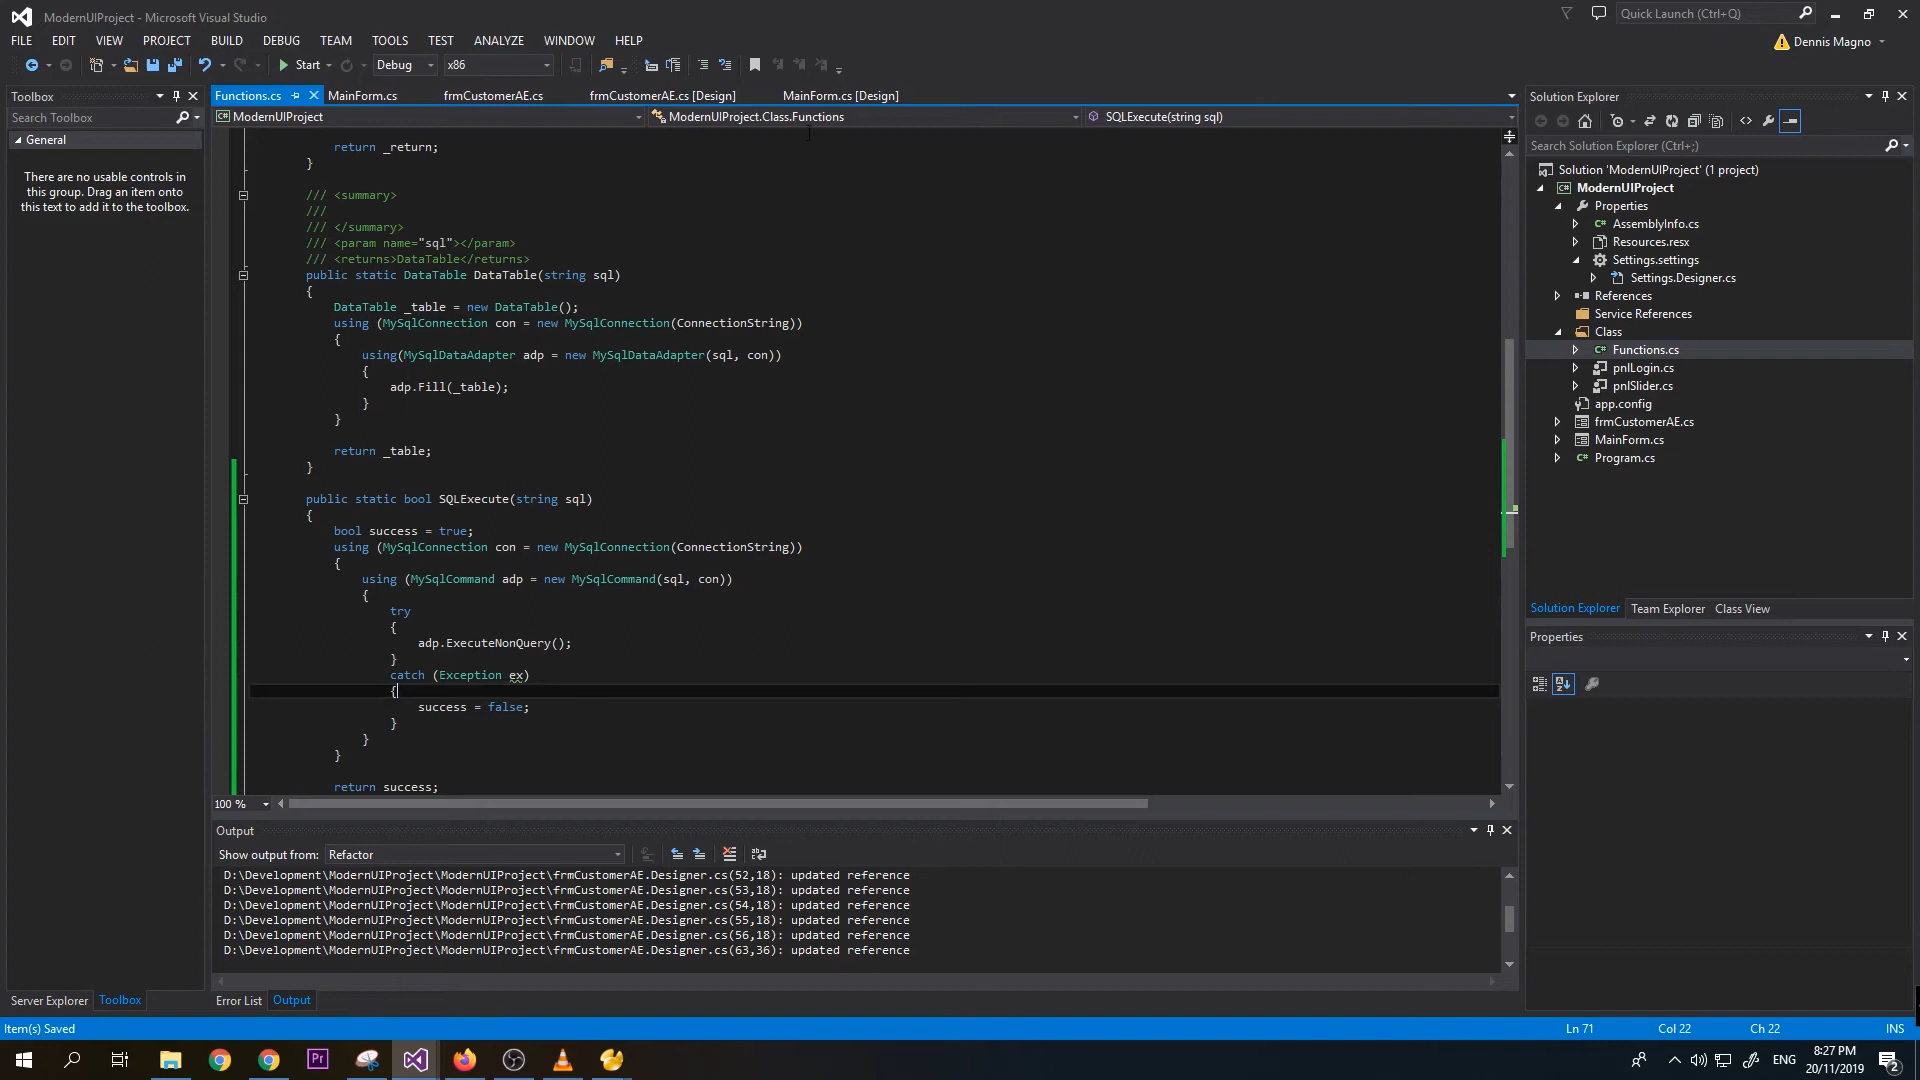 ModernUIProject - Microsoft Visual Studio
Quick Launch (Ctrl+Q)
FILE EDIT VIEW PROJECT BUILD DEBUG TEAM TOOLS TEST ANALYZE WINDOW HELP
Dennis Magno
Start Debug x86
Toolbox
Search Toolbox
General
There are no usable controls in
this group. Drag an item onto
this text to add it to the toolbox.
Server Explorer Toolbox
Functions.cs MainForm.cs frmCustomerAE.cs frmCustomerAE.cs [Design] MainForm.cs [Design]
ModernUIProject ModernUIProject.Class.Functions SQLExecute(string sql)
return _return;
}
/// <summary>
///
/// </summary>
/// <param name="sql"></param>
/// <returns>DataTable</returns>
public static DataTable DataTable(string sql)
{
DataTable _table = new DataTable();
using (MySqlConnection con = new MySqlConnection(ConnectionString))
{
using(MySqlDataAdapter adp = new MySqlDataAdapter(sql, con))
{
adp.Fill(_table);
}
}
return _table;
}
public static bool SQLExecute(string sql)
{
bool success = true;
using (MySqlConnection con = new MySqlConnection(ConnectionString))
{
using (MySqlCommand adp = new MySqlCommand(sql, con))
{
try
{
adp.ExecuteNonQuery();
}
catch (Exception ex)
{
success = false;
}
}
}
return success;
100 %
Output
Show output from: Refactor
D:\Development\ModernUIProject\ModernUIProject\frmCustomerAE.Designer.cs(52,18): updated reference
D:\Development\ModernUIProject\ModernUIProject\frmCustomerAE.Designer.cs(53,18): updated reference
D:\Development\ModernUIProject\ModernUIProject\frmCustomerAE.Designer.cs(54,18): updated reference
D:\Development\ModernUIProject\ModernUIProject\frmCustomerAE.Designer.cs(55,18): updated reference
D:\Development\ModernUIProject\ModernUIProject\frmCustomerAE.Designer.cs(56,18): updated reference
D:\Development\ModernUIProject\ModernUIProject\frmCustomerAE.Designer.cs(63,36): updated reference
Error List Output
Solution Explorer
Search Solution Explorer (Ctrl+;)
Solution 'ModernUIProject' (1 project)
C# ModernUIProject
Properties
C# AssemblyInfo.cs
Resources.resx
Settings.settings
Settings.Designer.cs
References
Service References
Class
C# Functions.cs
pnlLogin.cs
pnlSlider.cs
app.config
frmCustomerAE.cs
MainForm.cs
C# Program.cs
Solution Explorer Team Explorer Class View
Properties
Item(s) Saved Ln 71 Col 22 Ch 22 INS
Pr
ENG
8:27 PM
20/11/2019
2